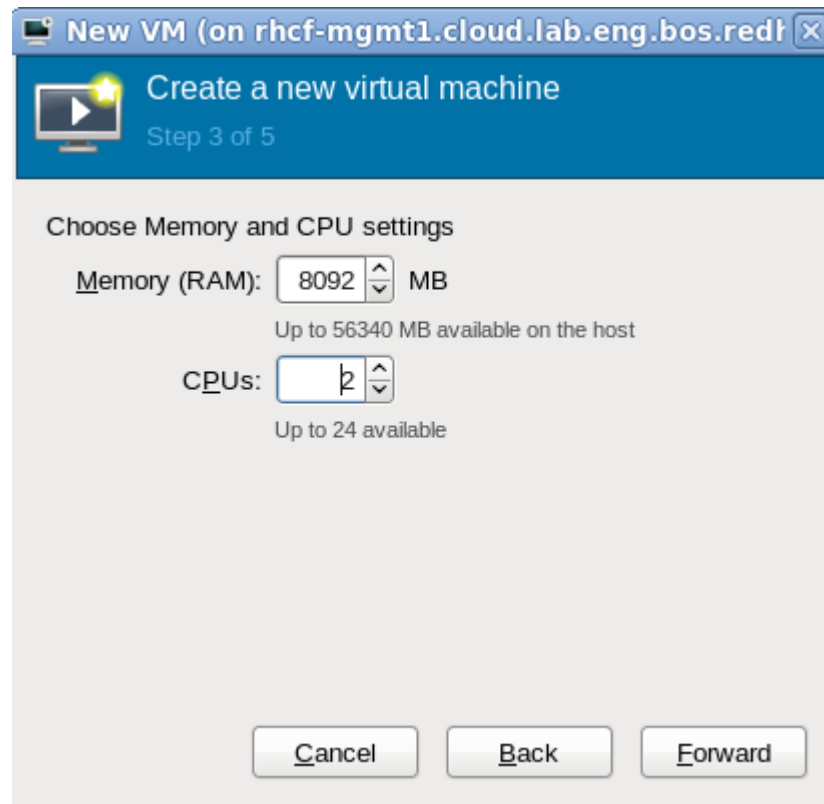 New VM (on rhcf-mgmt1.cloud.lab.eng.bos.redh
Create a new virtual machine
Step 3 of 5
Choose Memory and CPU settings
Memory (RAM): 8092 MB
Up to 56340 MB available on the host
CPUs: 2
Up to 24 available
Cancel Back Forward